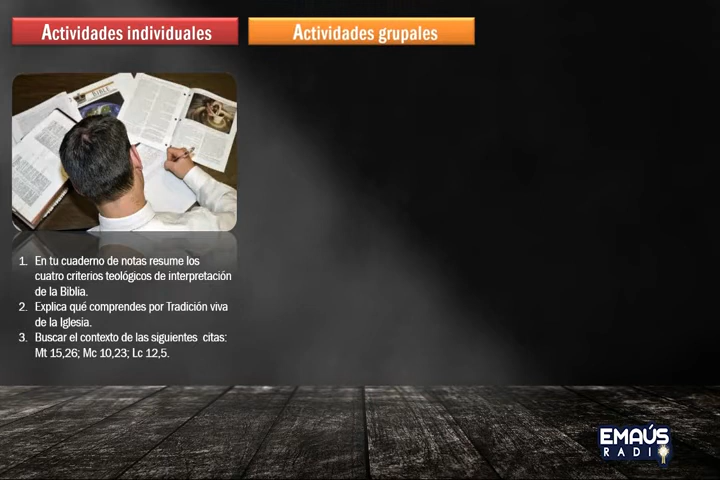 Actividades individuales
Actividades grupales
BIBLE
1. En tu cuaderno de notas resume los
cuatro criterios teológicos de interpretación
de la Biblia.
2. Explica qué comprendes por Tradición viva
de la Iglesia.
3. Buscar el contexto de las siguientes citas:
Mt 15,26; Mc 10,23; Lc 12,5.
EMAÚS
RADIO